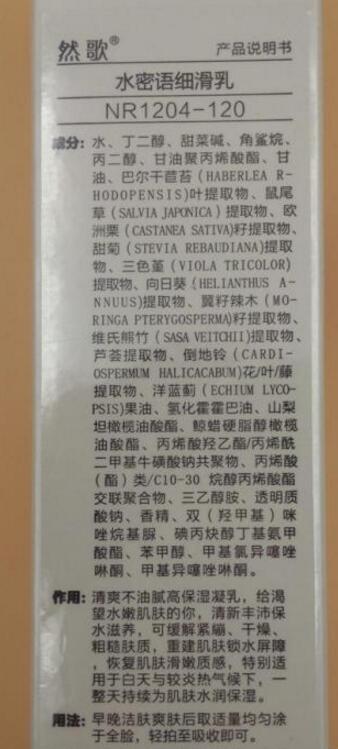 然歌® 产品说明书
水密语细滑乳
NR1204-120
成分：水、丁二醇、甜菜碱、角鲨烷、
丙二醇、甘油聚丙烯酸酯、甘
油、巴尔干苣苔（HABERLEA R-
HODOPENSIS)叶提取物、鼠尾
草（SALVIA JAPONICA）提取物、欧
洲栗（CASTANEA SATIVA)籽提取物、
甜菊（STEVIA REBAUDIANA)提取
物、三色堇（VIOLA TRICOLOR)
提取物、向日葵（HELIANTHUS A-
NNUUS)提取物、翼籽辣木（MO-
RINGA PTERYGOSPERMA)籽提取物、
维氏熊竹（SASA VEITCHII）提取物、
芦荟提取物、倒地铃（CARDI-
OSPERMUM HALICACABUM)花/叶/藤
提取物、洋蓝蓟（ECHIUM LYCO-
PSIS)果油、氢化霍霍巴油、山梨
坦橄榄油酸酯、鲸蜡硬脂醇橄榄
油酸酯、丙烯酸羟乙酯/丙烯酰
二甲基牛磺酸钠共聚物、丙烯酸
（酯）类/C10-30 烷醇丙烯酸酯
交联聚合物、三乙醇胺、透明质
酸钠、香精、双（羟甲基）咪
唑烷基脲、碘丙炔醇丁基氨甲
酸酯、苯甲醇、甲基氯异噻唑
啉酮、甲基异噻唑啉酮。
作用：清爽不油腻高保湿凝乳，给渴
望水嫩肌肤的你，清新丰沛保
水滋养，可缓解紧绷、干燥、
粗糙肤质，重建肌肤锁水屏障
，恢复肌肤滑嫩质感，特别适
用于白天与较炎热气候下，一
整天持续为肌肤水润保湿。
用法：早晚洁肤爽肤后取适量均匀涂
于全脸，轻拍至吸收即可。